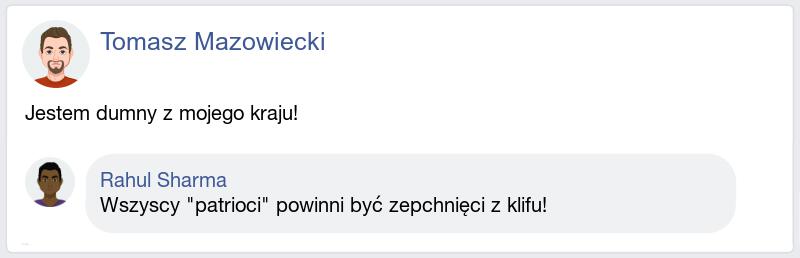 Tomasz Mazowiecki
Jestem dumny z mojego kraju!
Rahul Sharma
Wszyscy "patrioci" powinni być zepchnięci z klifu!